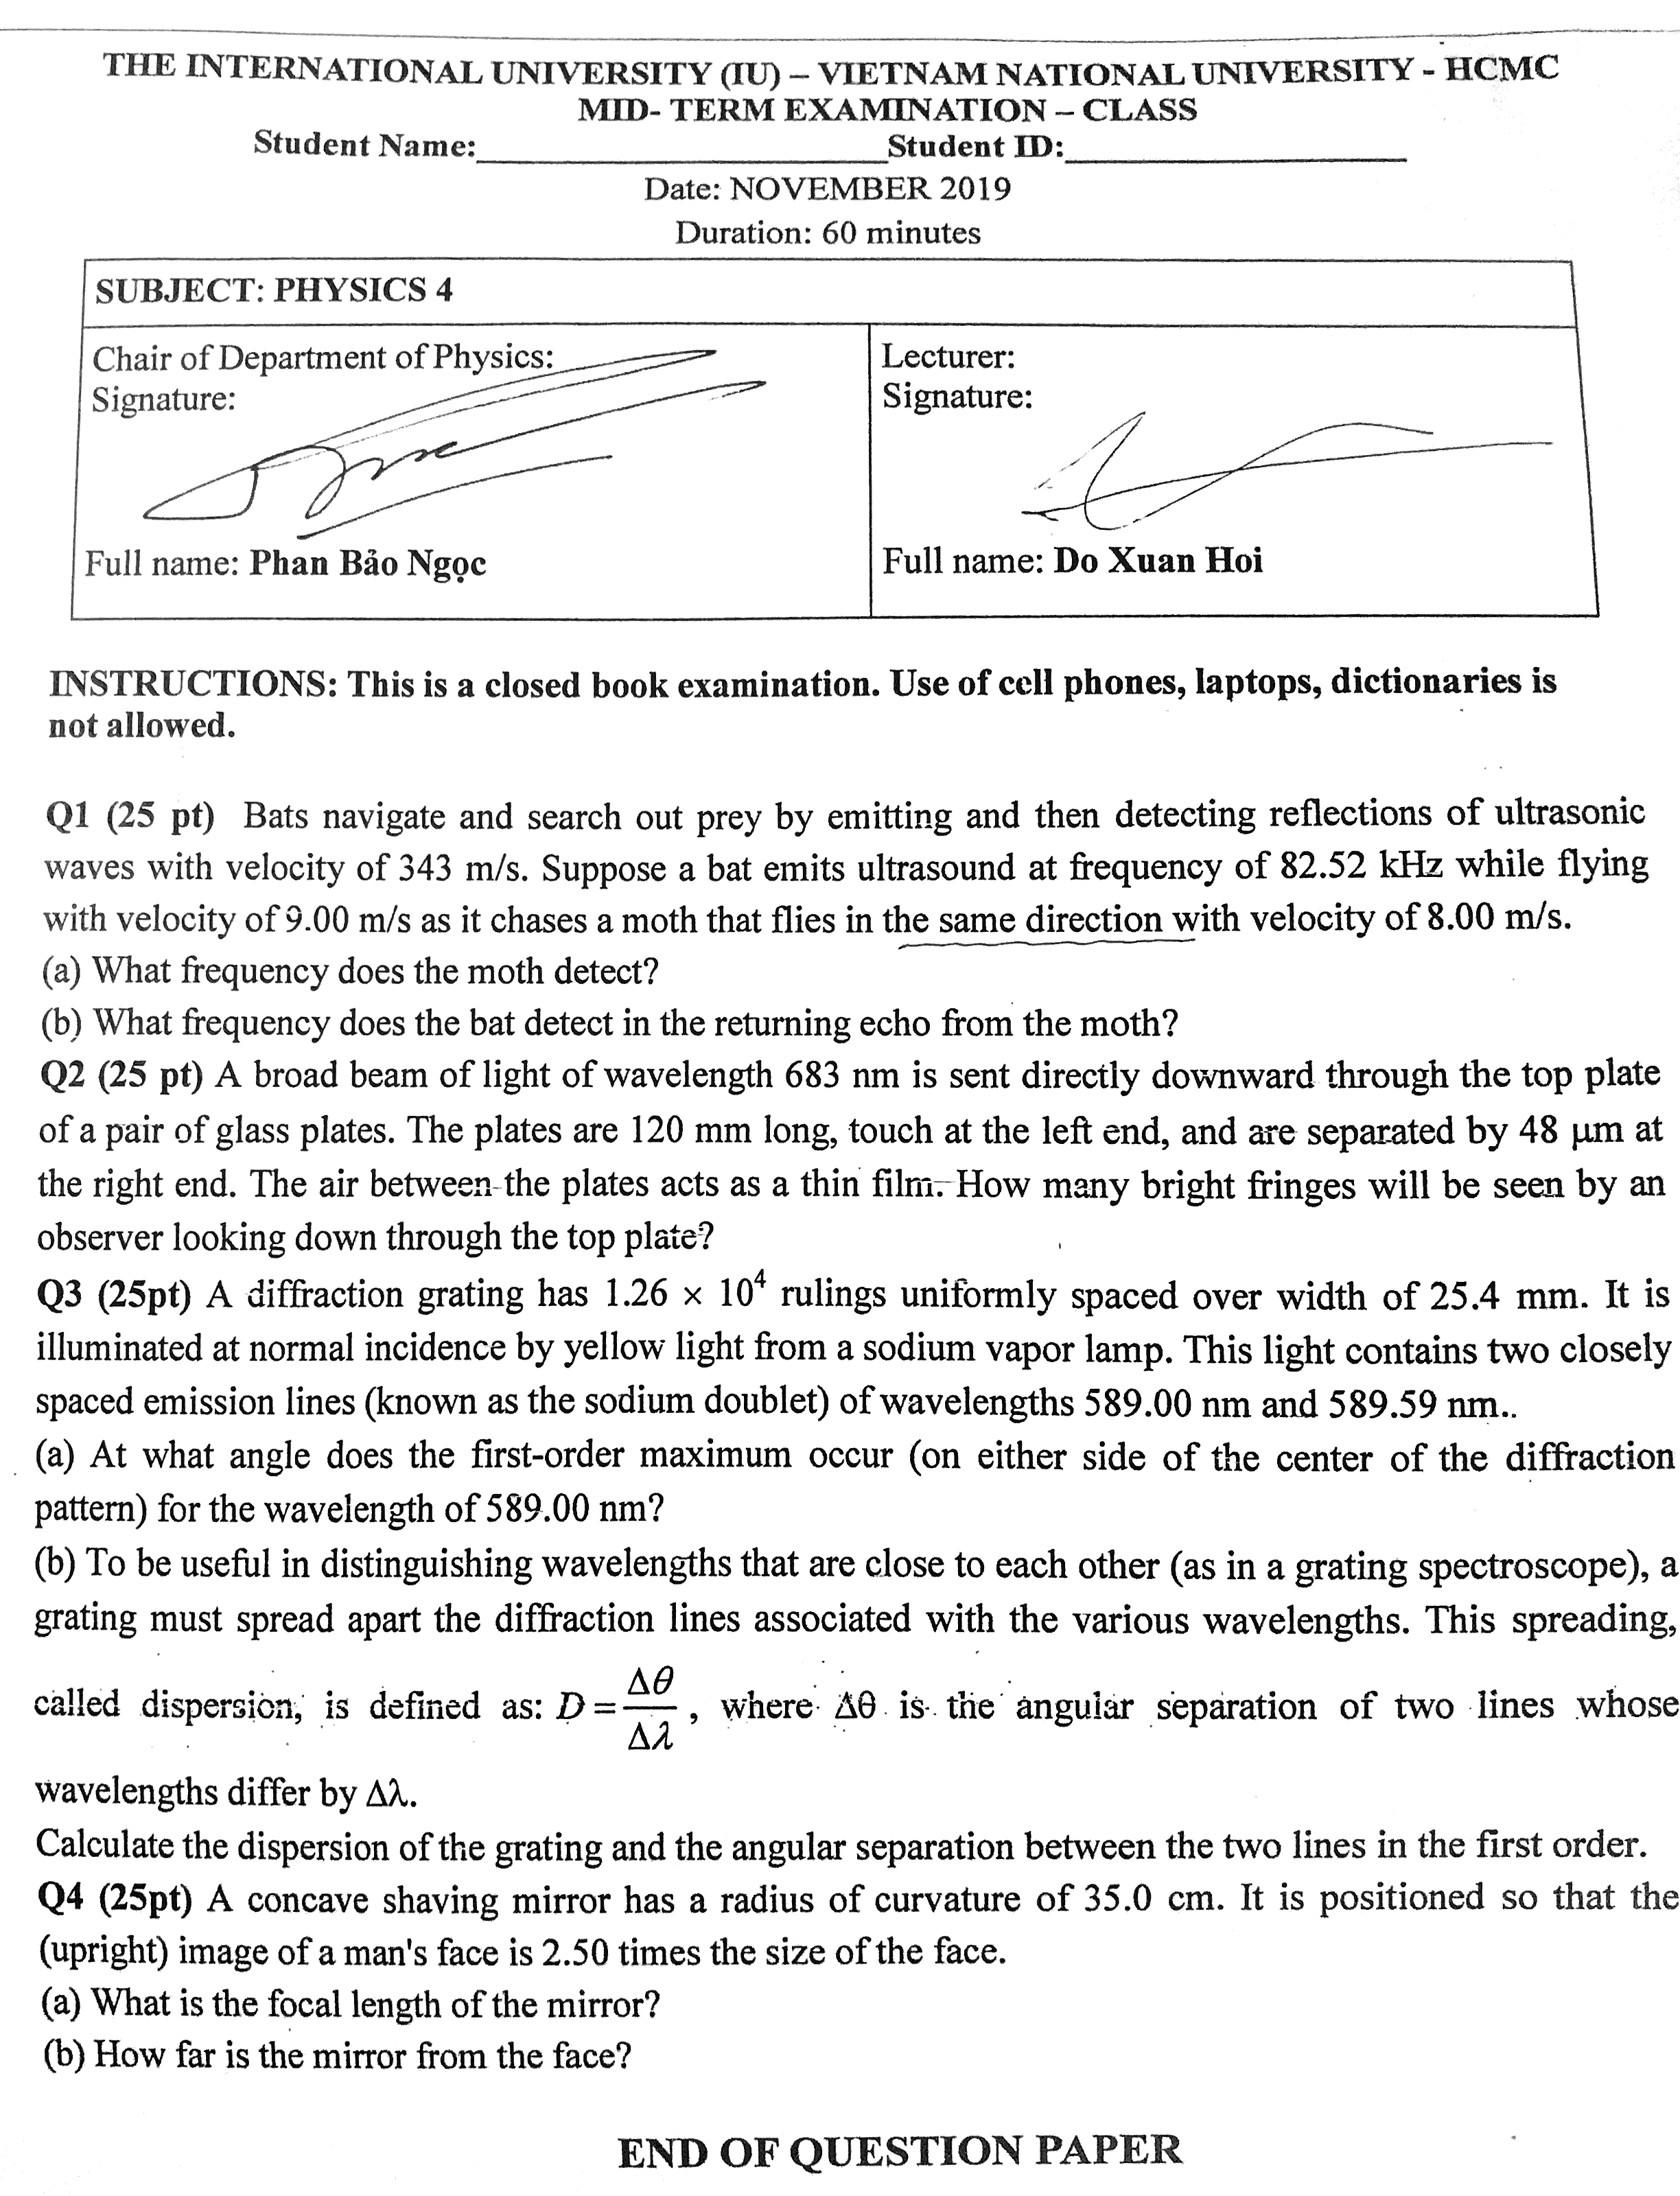 THE INTERNATIONAL UNIVERSITY (IU) – VIETNAM NATIONAL UNIVERSITY - HCMC
MID- TERM EXAMINATION – CLASS
Student Name: Student ID:
Date: NOVEMBER 2019
Duration: 60 minutes
SUBJECT: PHYSICS 4
Chair of Department of Physics:
Signature:
Full name: Phan Bảo Ngọc
Lecturer:
Signature:
Full name: Do Xuan Hoi
INSTRUCTIONS: This is a closed book examination. Use of cell phones, laptops, dictionaries is
not allowed.
Q1 (25 pt) Bats navigate and search out prey by emitting and then detecting reflections of ultrasonic
waves with velocity of 343 m/s. Suppose a bat emits ultrasound at frequency of 82.52 kHz while flying
with velocity of 9.00 m/s as it chases a moth that flies in the same direction with velocity of 8.00 m/s.
(a) What frequency does the moth detect?
(b) What frequency does the bat detect in the returning echo from the moth?
Q2 (25 pt) A broad beam of light of wavelength 683 nm is sent directly downward through the top plate
of a pair of glass plates. The plates are 120 mm long, touch at the left end, and are separated by 48 μm at
the right end. The air between the plates acts as a thin film. How many bright fringes will be seen by an
observer looking down through the top plate?
Q3 (25pt) A diffraction grating has 1.26 × 10⁴ rulings uniformly spaced over width of 25.4 mm. It is
illuminated at normal incidence by yellow light from a sodium vapor lamp. This light contains two closely
spaced emission lines (known as the sodium doublet) of wavelengths 589.00 nm and 589.59 nm..
(a) At what angle does the first-order maximum occur (on either side of the center of the diffraction
pattern) for the wavelength of 589.00 nm?
(b) To be useful in distinguishing wavelengths that are close to each other (as in a grating spectroscope), a
grating must spread apart the diffraction lines associated with the various wavelengths. This spreading,
called dispersion, is defined as: D = Δθ/Δλ, where Δθ is the angular separation of two lines whose
wavelengths differ by Δλ.
Calculate the dispersion of the grating and the angular separation between the two lines in the first order.
Q4 (25pt) A concave shaving mirror has a radius of curvature of 35.0 cm. It is positioned so that the
(upright) image of a man's face is 2.50 times the size of the face.
(a) What is the focal length of the mirror?
(b) How far is the mirror from the face?
END OF QUESTION PAPER